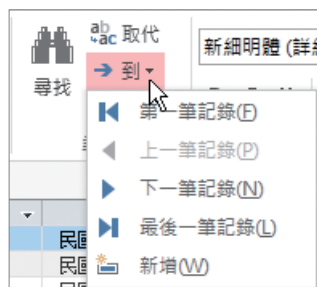 ab ac 取代
新細明體 (詳細
到
尋找
第一筆記錄(F)
上一筆記錄(P)
下一筆記錄(N)
最後一筆記錄(L)
民國
民國
新增(W)